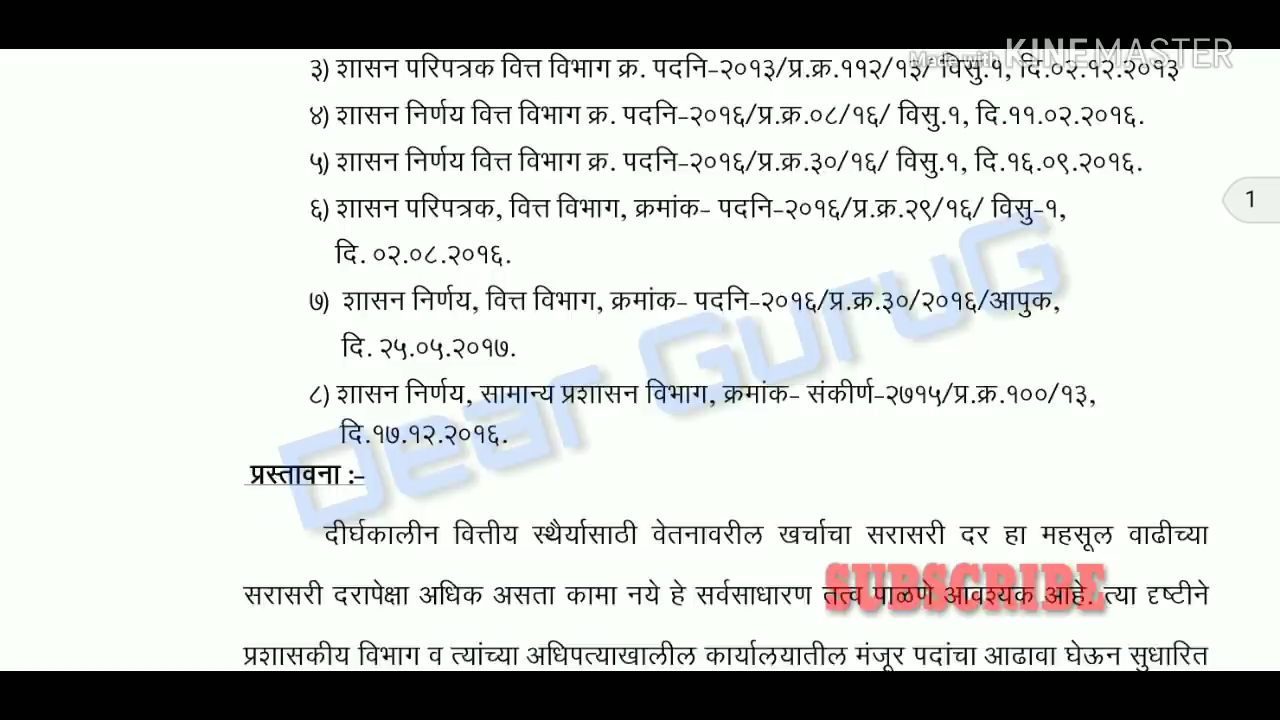 Made with KINEMASTER
३) शासन परिपत्रक वित्त विभाग क्र. पदनि-२०१३/प्र.क्र.११२/१३/ विसु.१, दि.०२.१२.२०१३
४) शासन निर्णय वित्त विभाग क्र. पदनि-२०१६/प्र.क्र.०८/१६/ विसु.१, दि.११.०२.२०१६.
५) शासन निर्णय वित्त विभाग क्र. पदनि-२०१६/प्र.क्र.३०/१६/ विसु.१, दि.१६.०९.२०१६.
1
६) शासन परिपत्रक, वित्त विभाग, क्रमांक- पदनि-२०१६/प्र.क्र.२९/१६/ विसु-१,
दि. ०२.०८.२०१६.
७) शासन निर्णय, वित्त विभाग, क्रमांक- पदनि-२०१६/प्र.क्र.३०/२०१६/आपुक,
दि. २५.०५.२०१७.
८) शासन निर्णय, सामान्य प्रशासन विभाग, क्रमांक- संकीर्ण-२७१५/प्र.क्र.१००/१३,
दि.१७.१२.२०१६.
Dear GuruG
प्रस्तावना :-
दीर्घकालीन वित्तीय स्थैर्यासाठी वेतनावरील खर्चाचा सरासरी दर हा महसूल वाढीच्या
सरासरी दरापेक्षा अधिक असता कामा नये हे सर्वसाधारण तत्व पाळणे आवश्यक आहे. त्या दृष्टीने
SUBSCRIBE
प्रशासकीय विभाग व त्यांच्या अधिपत्याखालील कार्यालयातील मंजूर पदांचा आढावा घेऊन सुधारित